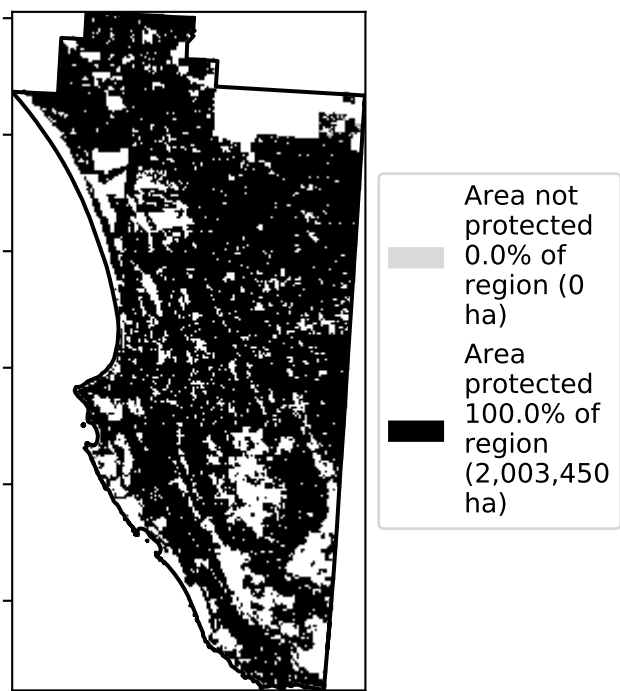 Area not
protected
0.0% of
region (0
ha)
Area
protected
100.0% of
region
(2,003,450
ha)